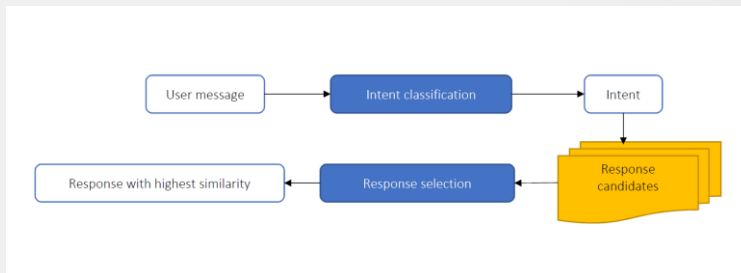 User message
Intent classification
Intent
Response
candidates
Response selection
Response with highest similarity